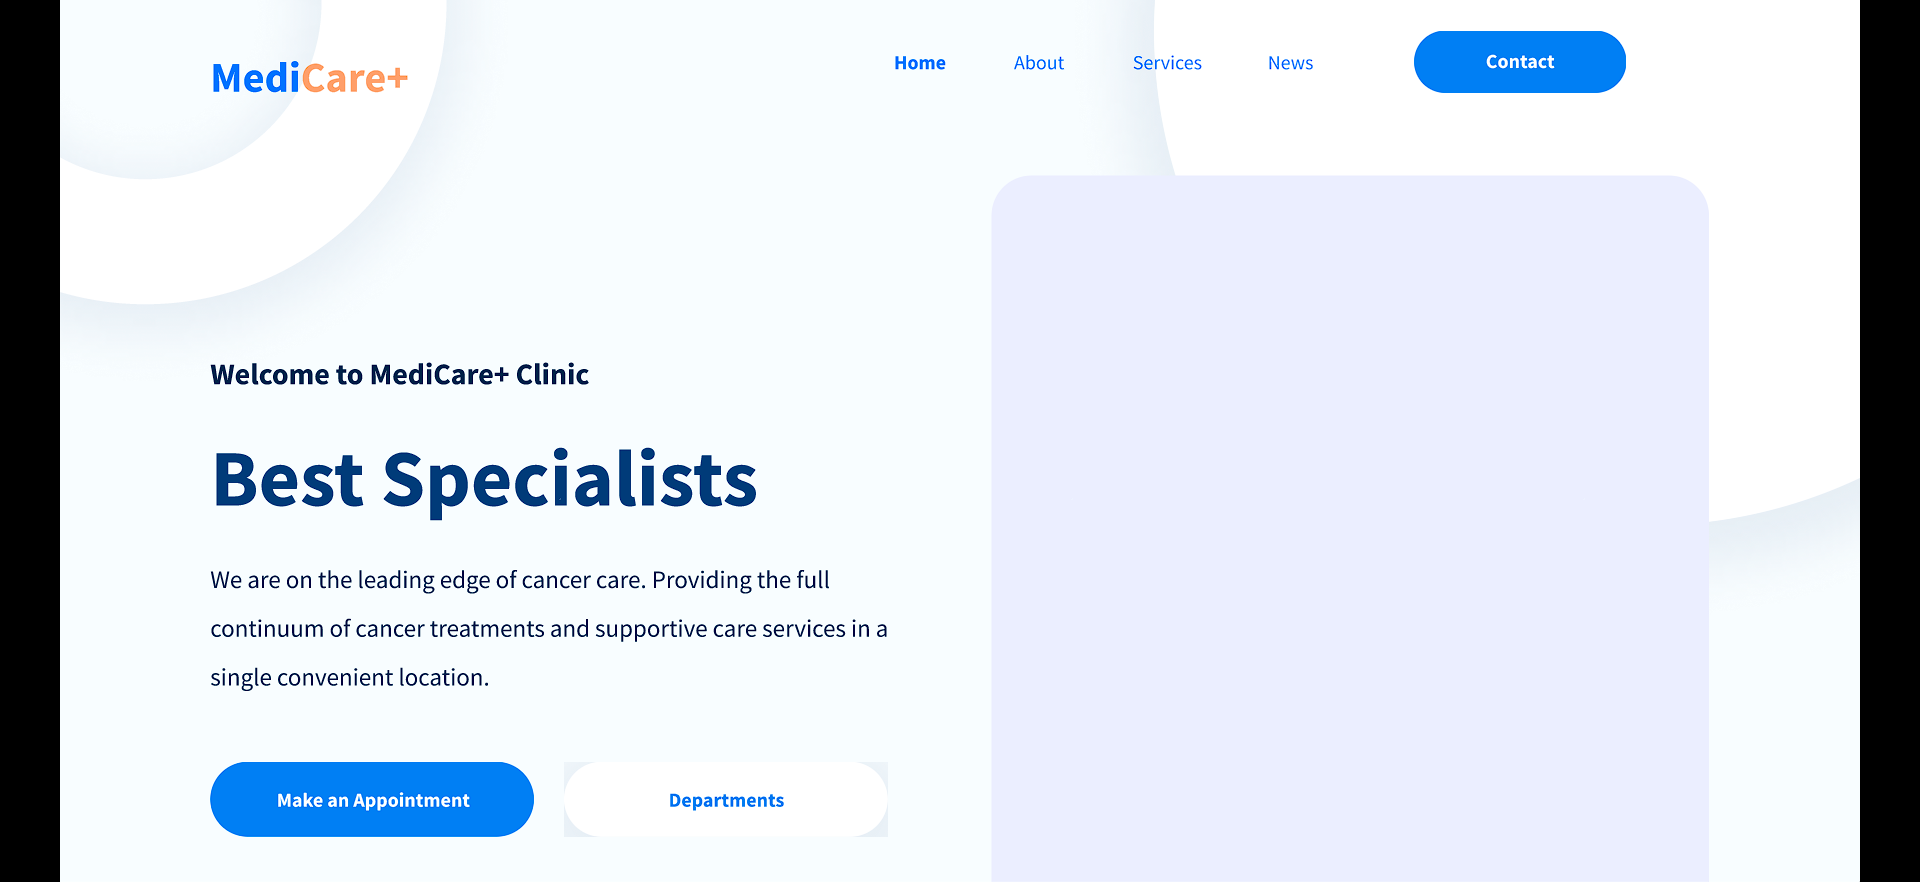 MediCare+
Home
About
Services
News
Contact
Welcome to MediCare+ Clinic
Best Specialists
We are on the leading edge of cancer care. Providing the full
continuum of cancer treatments and supportive care services in a
single convenient location.
Make an Appointment
Departments